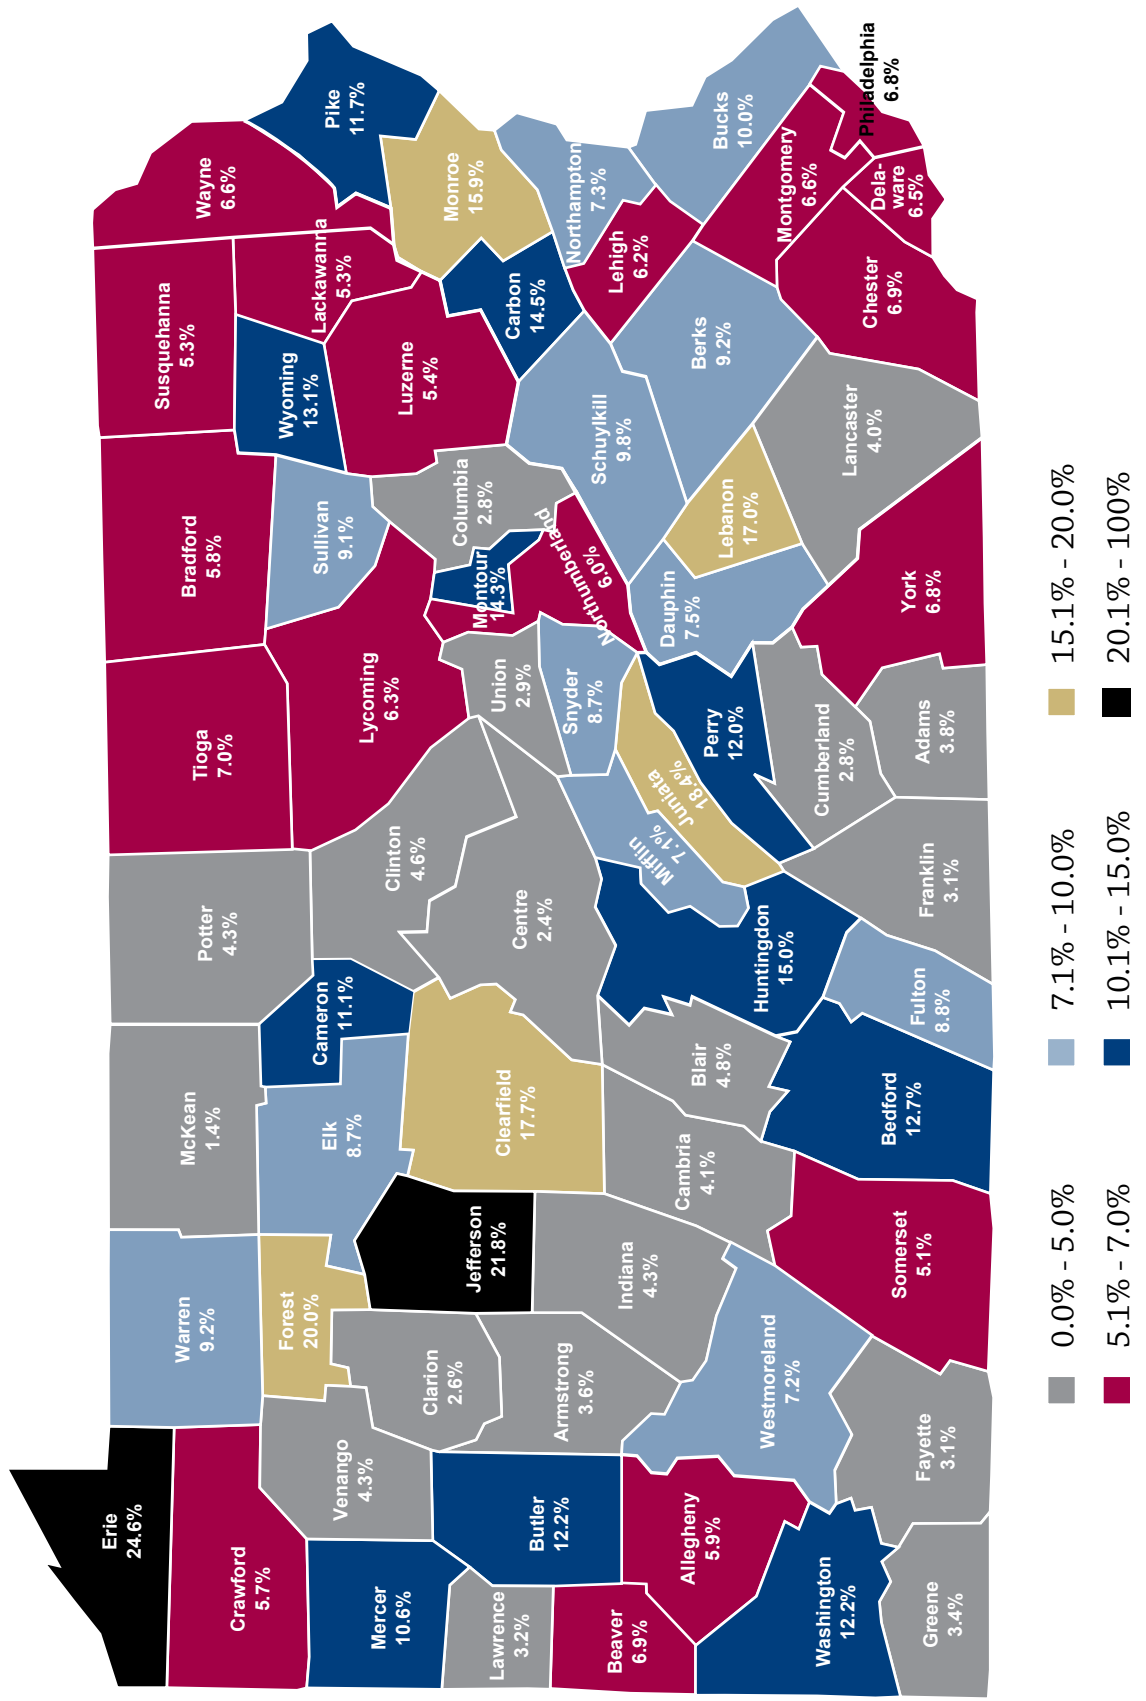 Erie
24.6%
Crawford
5.7%
Warren
9.2%
McKean
1.4%
Potter
4.3%
Tioga
7.0%
Bradford
5.8%
Susquehanna
5.3%
Wayne
6.6%
Mercer
10.6%
Venango
4.3%
Forest
20.0%
Elk
8.7%
Cameron
11.1%
Clinton
4.6%
Lycoming
6.3%
Sullivan
9.1%
Wyoming
13.1%
Lackawanna
5.3%
Pike
11.7%
Lawrence
3.2%
Butler
12.2%
Clarion
2.6%
Jefferson
21.8%
Clearfield
17.7%
Centre
2.4%
Union
2.9%
Montour
14.3%
Columbia
2.8%
Luzerne
5.4%
Monroe
15.9%
Carbon
14.5%
Beaver
6.9%
Armstrong
3.6%
Indiana
4.3%
Snyder
8.7%
Northumberland
6.0%
Schuylkill
9.8%
Northampton
7.3%
Lehigh
6.2%
Allegheny
5.9%
Westmoreland
7.2%
Cambria
4.1%
Blair
4.8%
Huntingdon
15.0%
Mifflin
7.1%
Juniata
18.4%
Perry
12.0%
Dauphin
7.5%
Lebanon
17.0%
Berks
9.2%
Bucks
10.0%
Montgomery
6.6%
Philadelphia
6.8%
Washington
12.2%
Greene
3.4%
Fayette
3.1%
Somerset
5.1%
Bedford
12.7%
Fulton
8.8%
Franklin
3.1%
Cumberland
2.8%
Adams
3.8%
York
6.8%
Lancaster
4.0%
Chester
6.9%
Dela-
ware
6.5%
0.0% - 5.0%
7.1% - 10.0%
15.1% - 20.0%
5.1% - 7.0%
10.1% - 15.0%
20.1% - 100%